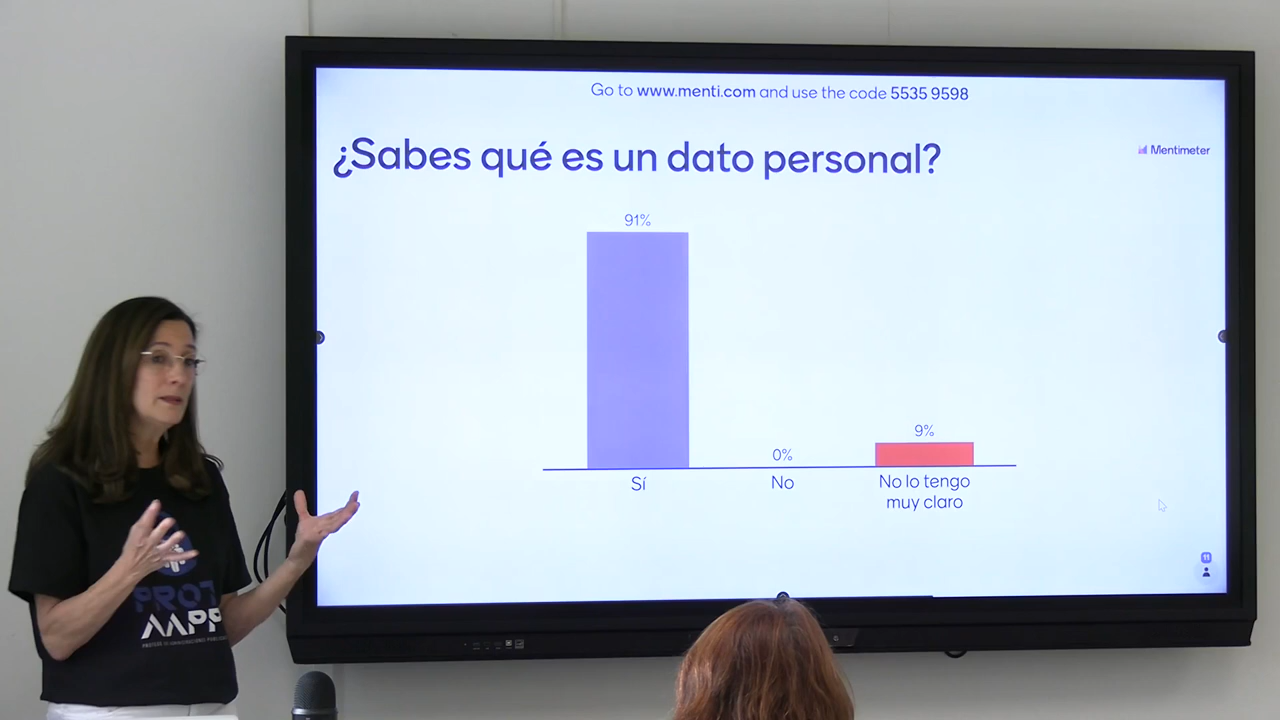 Go to www.menti.com and use the code 5535 9598
¿Sabes qué es un dato personal?
Mentimeter
91%
0%
9%
Sí
No
No lo tengo
muy claro
11
PROT
AAPP